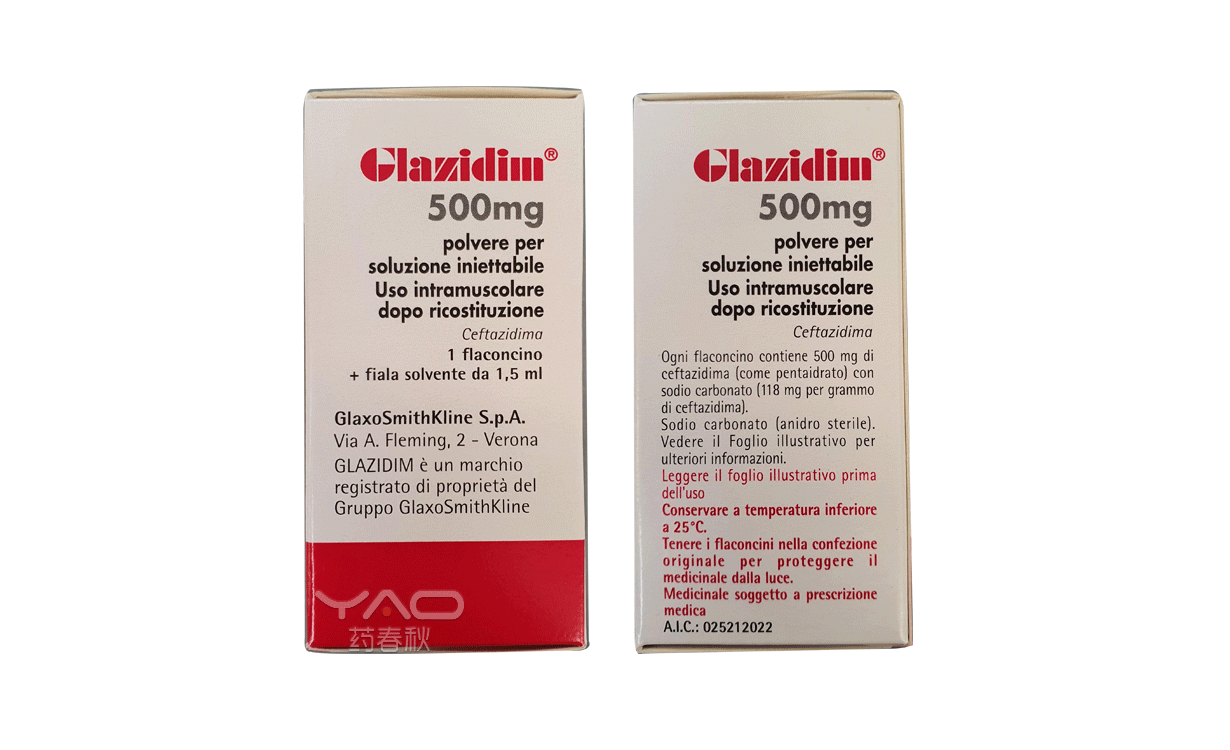 Glazidim®
500mg
polvere per
soluzione iniettabile
Uso intramuscolare
dopo ricostituzione
Ceftazidima
1 flaconcino
+ fiala solvente da 1,5 ml
GlaxoSmithKline S.p.A.
Via A. Fleming, 2 - Verona
GLAZIDIM è un marchio
registrato di proprietà del
Gruppo GlaxoSmithKline
YAO
药春秋
Glazidim®
500mg
polvere per
soluzione iniettabile
Uso intramuscolare
dopo ricostituzione
Ceftazidima
Ogni flaconcino contiene 500 mg di
ceftazidima (come pentaidrato) con
sodio carbonato (118 mg per grammo
di ceftazidima).
Sodio carbonato (anidro sterile).
Vedere il Foglio illustrativo per
ulteriori informazioni.
Leggere il foglio illustrativo prima
dell'uso
Conservare a temperatura inferiore
a 25°C.
Tenere i flaconcini nella confezione
originale per proteggere il
medicinale dalla luce.
Medicinale soggetto a prescrizione
medica
A.I.C.: 025212022